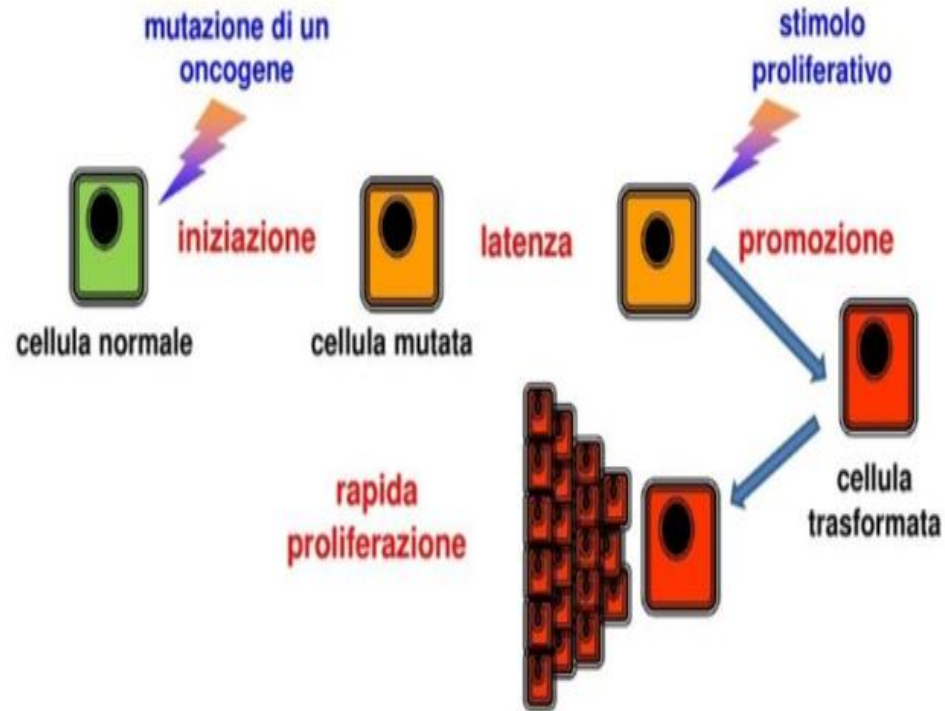 mutazione di un
oncogene
stimolo
proliferativo
iniziazione
latenza
promozione
cellula normale
cellula mutata
cellula
trasformata
rapida
proliferazione